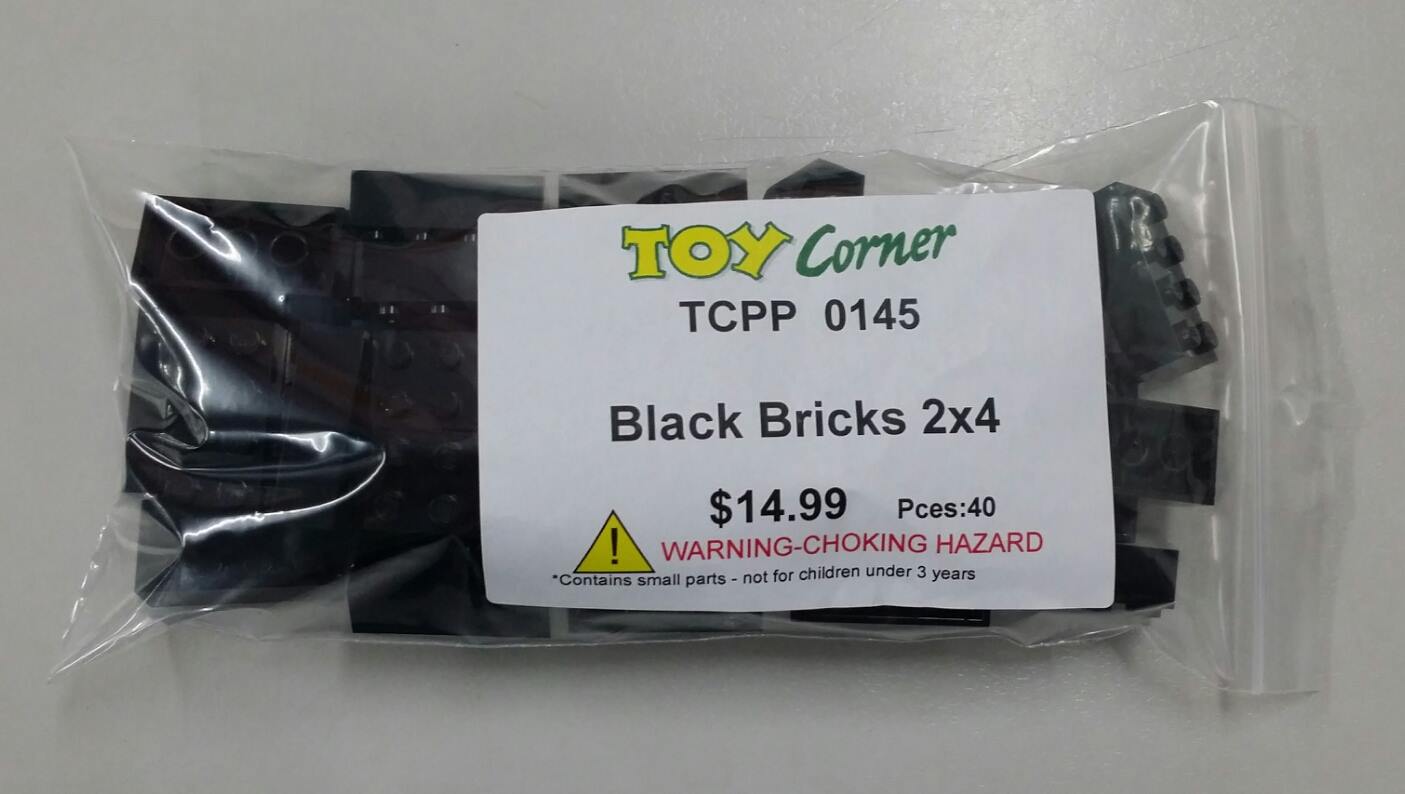 TOY Corner
TCPP 0145
Black Bricks 2x4
$14.99 Pces:40
! WARNING-CHOKING HAZARD
*Contains small parts - not for children under 3 years